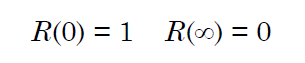 R(0) = 1 R(∞) = 0